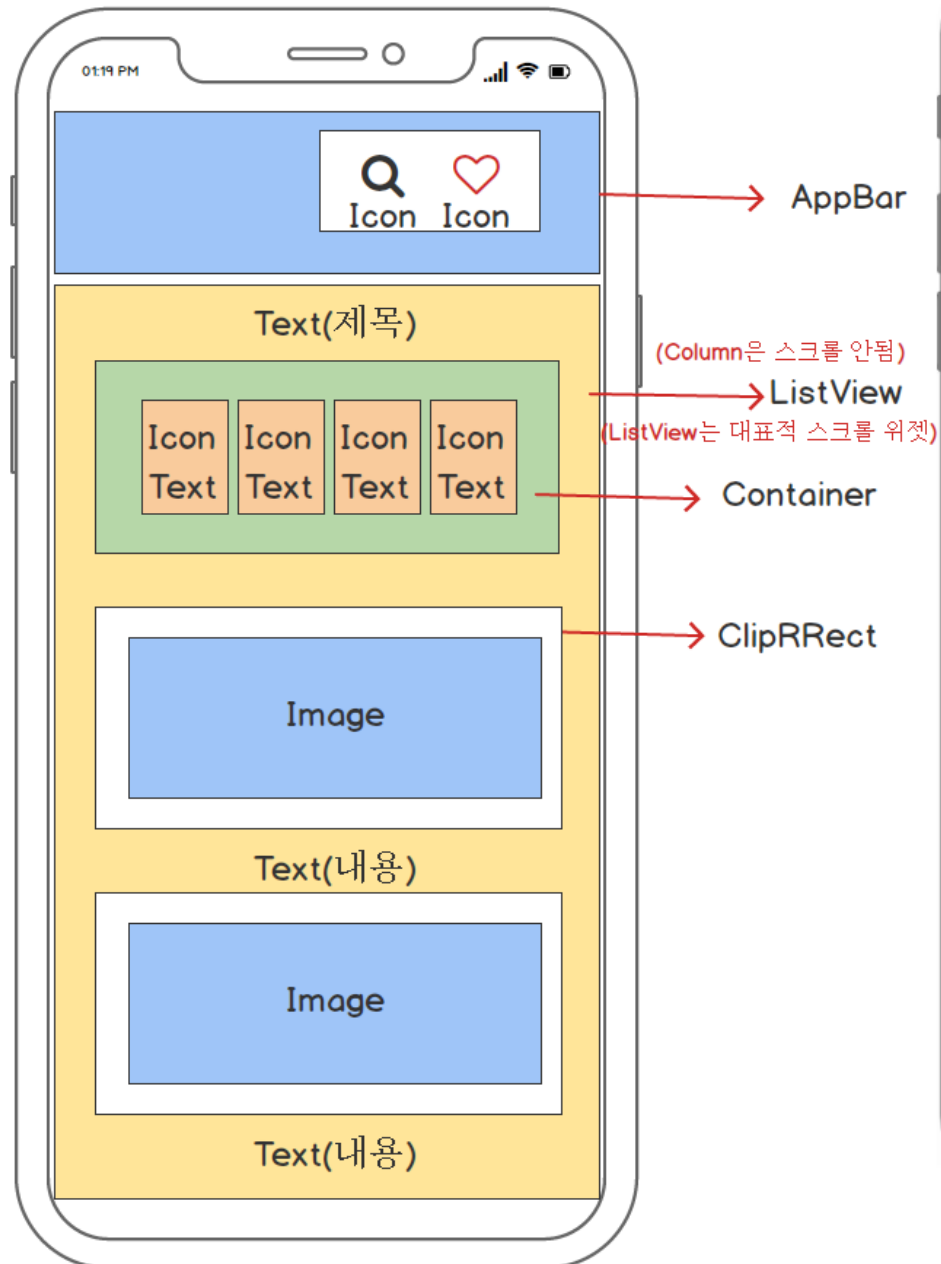 01:19 PM
Icon Icon
AppBar
Text(제목)
(Column은 스크롤 안됨)
ListView
(ListView는 대표적 스크롤 위젯)
Icon Icon Icon Icon
Text Text Text Text
Container
ClipRRect
Image
Text(내용)
Image
Text(내용)